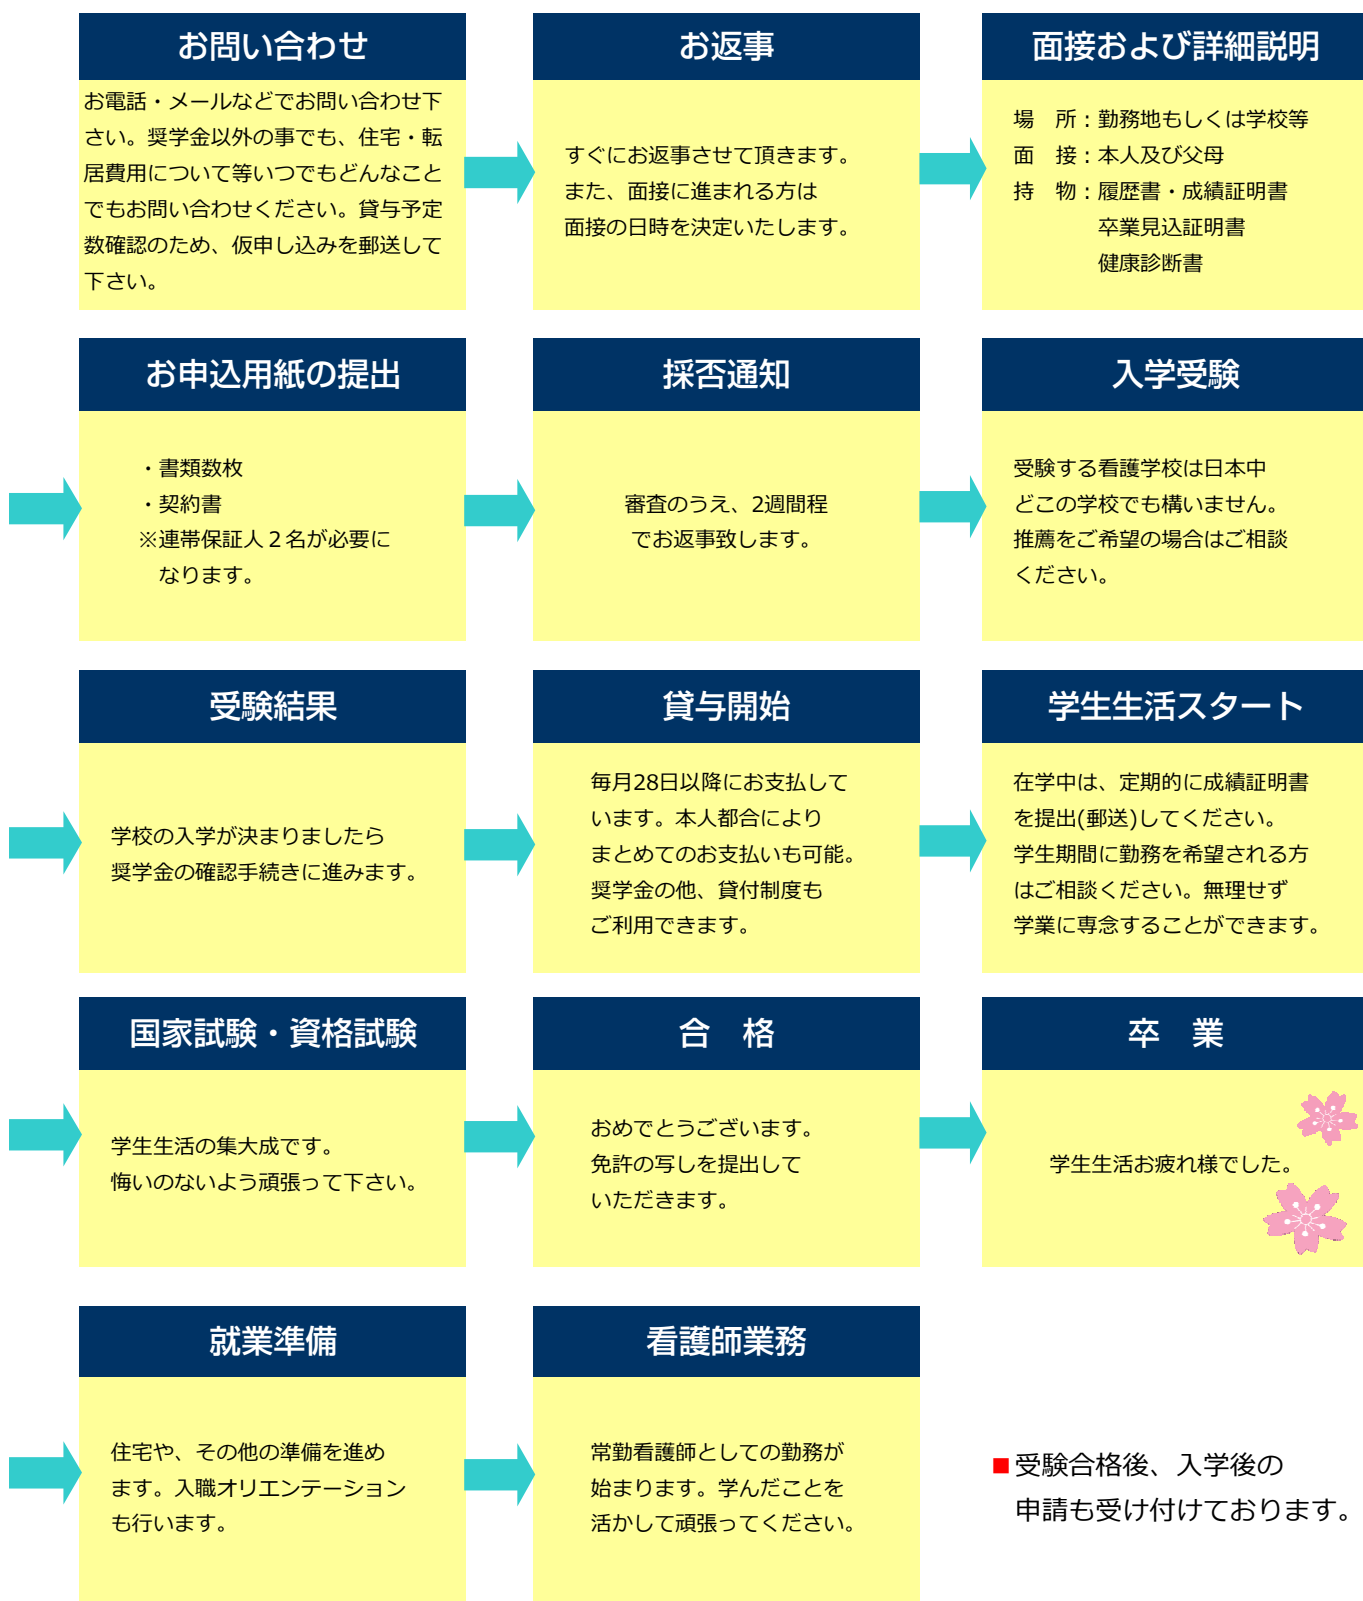 お問い合わせ
お電話・メールなどでお問い合わせ下
さい。奨学金以外の事でも、住宅・転
居費用について等いつでもどんなこと
でもお問い合わせください。貸与予定
数確認のため、仮申し込みを郵送して
下さい。
お返事
すぐにお返事させて頂きます。
また、面接に進まれる方は
面接の日時を決定いたします。
面接および詳細説明
場　所：勤務地もしくは学校等
面　接：本人及び父母
持　物：履歴書・成績証明書
卒業見込証明書
健康診断書
お申込用紙の提出
・書類数枚
・契約書
※連帯保証人２名が必要に
なります。
採否通知
審査のうえ、2週間程
でお返事致します。
入学受験
受験する看護学校は日本中
どこの学校でも構いません。
推薦をご希望の場合はご相談
ください。
受験結果
学校の入学が決まりましたら
奨学金の確認手続きに進みます。
貸与開始
毎月28日以降にお支払して
います。本人都合により
まとめてのお支払いも可能。
奨学金の他、貸付制度も
ご利用できます。
学生生活スタート
在学中は、定期的に成績証明書
を提出(郵送)してください。
学生期間に勤務を希望される方
はご相談ください。無理せず
学業に専念することができます。
国家試験・資格試験
学生生活の集大成です。
悔いのないよう頑張って下さい。
合　格
おめでとうございます。
免許の写しを提出して
いただきます。
卒　業
学生生活お疲れ様でした。
就業準備
住宅や、その他の準備を進め
ます。入職オリエンテーション
も行います。
看護師業務
常勤看護師としての勤務が
始まります。学んだことを
活かして頑張ってください。
■受験合格後、入学後の
申請も受け付けております。